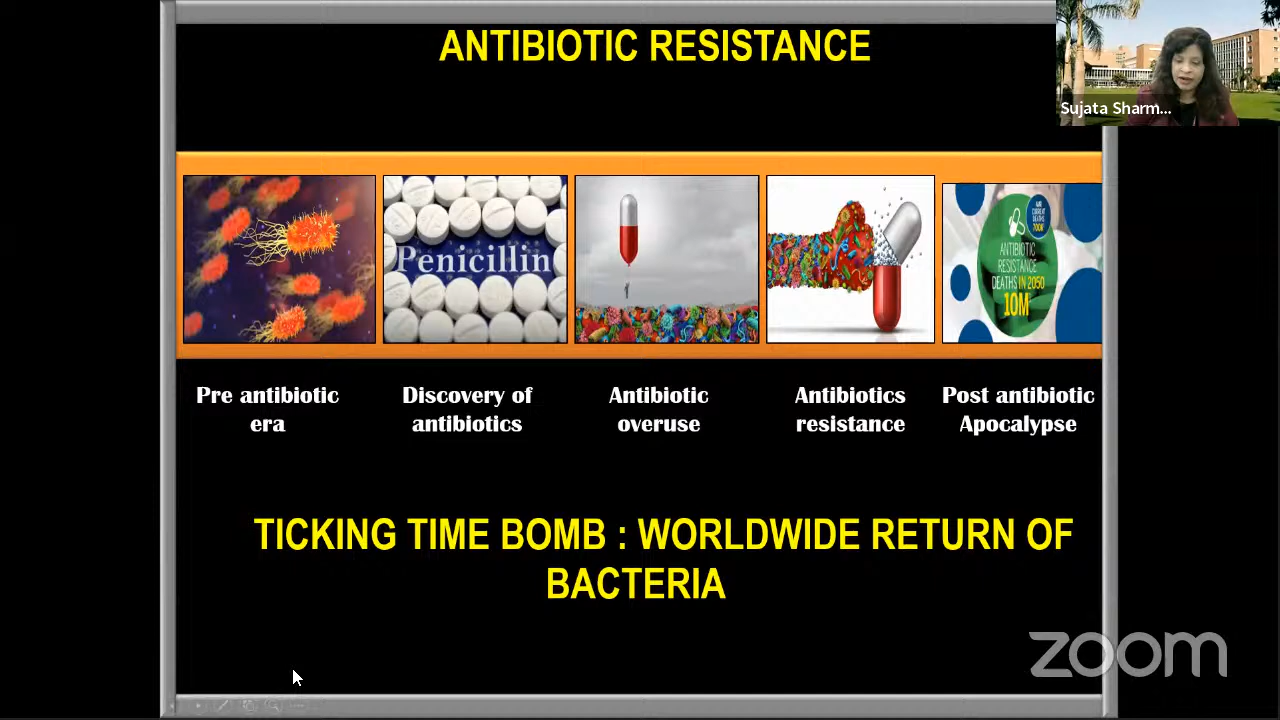 ANTIBIOTIC RESISTANCE
Sujata Sharm...
Penicillin
ANTIBIOTIC
RESISTANCE
DEATHS IN 2050
10M
Pre antibiotic
era
Discovery of
antibiotics
Antibiotic
overuse
Antibiotics
resistance
Post antibiotic
Apocalypse
TICKING TIME BOMB : WORLDWIDE RETURN OF
BACTERIA
zoom